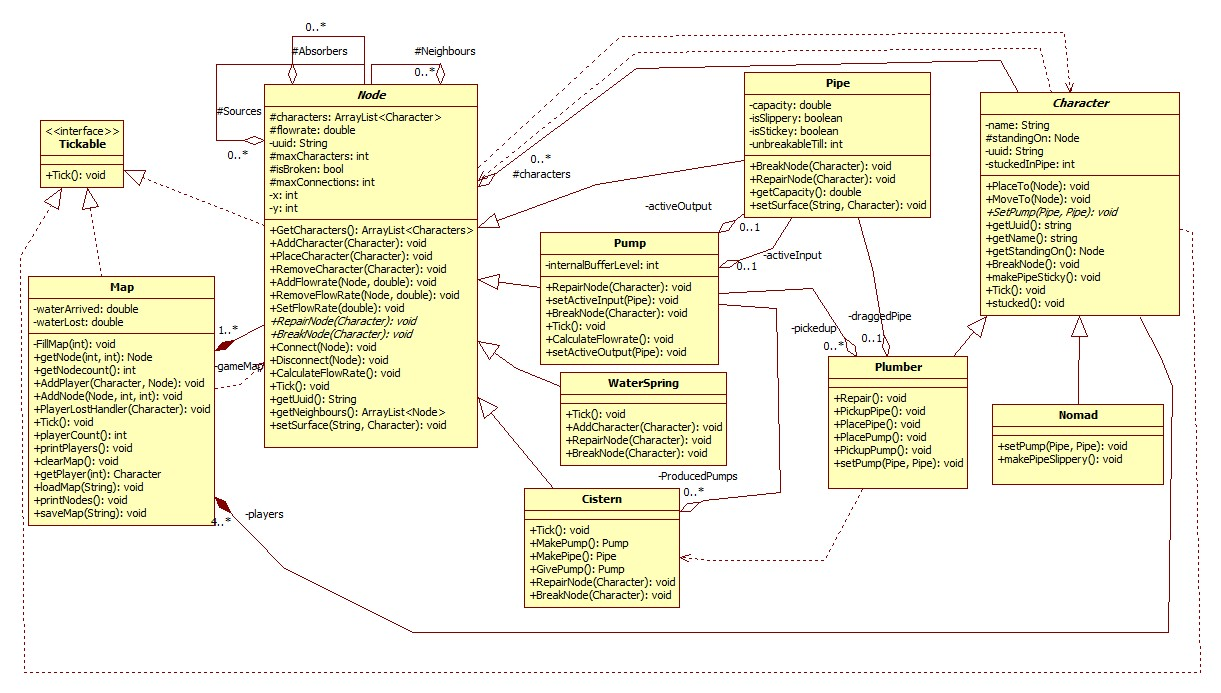 0..*
#Absorbers
#Neighbours
0..*
#Sources
0..*
<<interface>>
Tickable
+Tick(): void
Node
#characters: ArrayList<Character>
#flowrate: double
-uuid: String
#maxCharacters: int
#isBroken: bool
#maxConnections: int
-x: int
-y: int
+GetCharacters(): ArrayList<Characters>
+AddCharacter(Character): void
+PlaceCharacter(Character): void
+RemoveCharacter(Character): void
+AddFlowrate(Node, double): void
+RemoveFlowRate(Node, double): void
+SetFlowRate(double): void
+RepairNode(Character): void
+BreakNode(Character): void
+Connect(Node): void
+Disconnect(Node): void
+CalculateFlowRate(): void
+Tick(): void
+getUuid(): String
+getNeighbours(): ArrayList<Node>
+setSurface(String, Character): void
0..*
#characters
Pipe
-capacity: double
-isSlippery: boolean
-isStickey: boolean
-unbreakableTill: int
+BreakNode(Character): void
+RepairNode(Character): void
+getCapacity(): double
+setSurface(String, Character): void
Character
-name: String
#standingOn: Node
-uuid: String
-stuckedInPipe: int
+PlaceTo(Node): void
+MoveTo(Node): void
+SetPump(Pipe, Pipe): void
+getUuid(): string
+getName(): string
+getStandingOn(): Node
+BreakNode(): void
+makePipeSticky(): void
+Tick(): void
+stucked(): void
-activeOutput
0..1
-activeInput
0..1
Pump
-internalBufferLevel: int
+RepairNode(Character): void
+setActiveInput(Pipe): void
+BreakNode(Character): void
+Tick(): void
+CalculateFlowrate(): void
+setActiveOutput(Pipe): void
-draggedPipe
0..1
-pickedup
0..*
Map
-waterArrived: double
-waterLost: double
-FillMap(int): void
+getNode(int, int): Node
+getNodecount(): int
+AddPlayer(Character, Node): void
+AddNode(Node, int, int): void
+PlayerLostHandler(Character): void
+Tick(): void
+playerCount(): int
+printPlayers(): void
+clearMap(): void
+getPlayer(int): Character
+loadMap(String): void
+printNodes(): void
+saveMap(String): void
1..*
-gameMap
4..*
-players
WaterSpring
+Tick(): void
+AddCharacter(Character): void
+RepairNode(Character): void
+BreakNode(Character): void
Plumber
+Repair(): void
+PickupPipe(): void
+PlacePipe(): void
+PlacePump(): void
+PickupPump(): void
+setPump(Pipe, Pipe): void
Nomad
+setPump(Pipe, Pipe): void
+makePipeSlippery(): void
-ProducedPumps
0..*
Cistern
+Tick(): void
+MakePump(): Pump
+MakePipe(): Pipe
+GivePump(): Pump
+RepairNode(Character): void
+BreakNode(Character): void